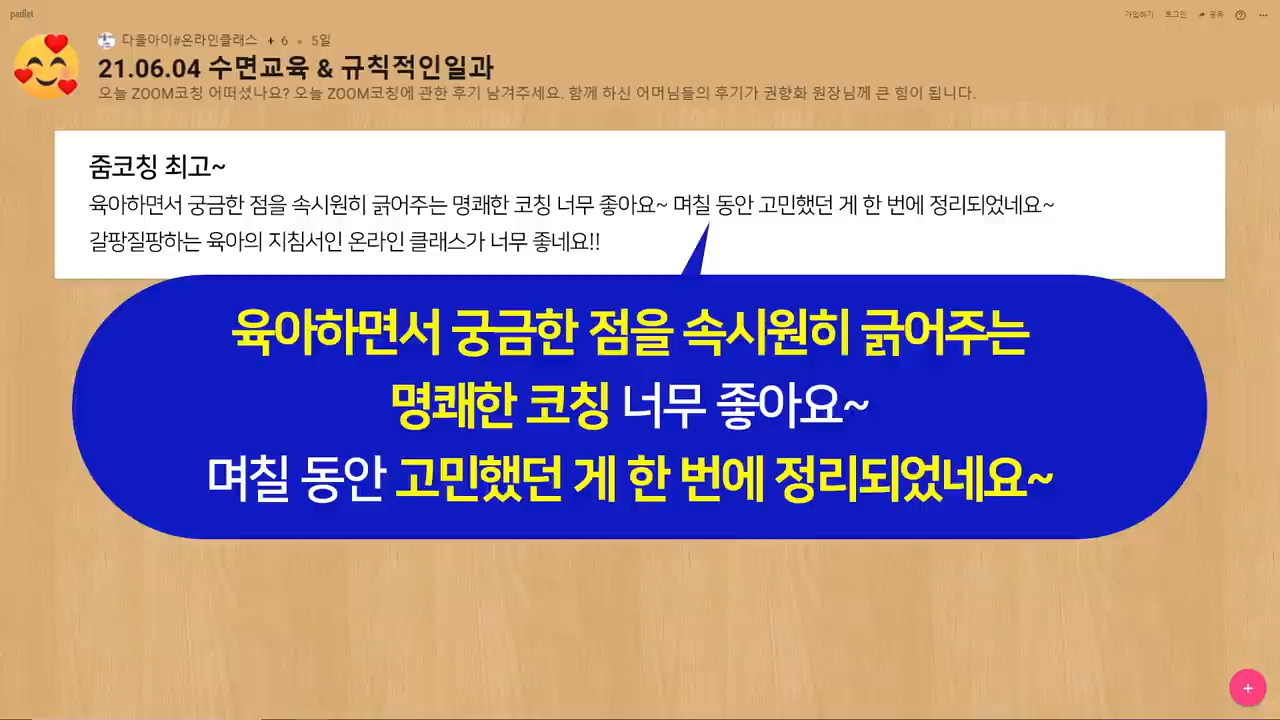 padlet
가입하기 로그인 공유
다울아이#온라인클래스 + 6 • 5일
21.06.04 수면교육 & 규칙적인일과
오늘 ZOOM코칭 어떠셨나요? 오늘 ZOOM코칭에 관한 후기 남겨주세요. 함께 하신 어머님들의 후기가 권향화 원장님께 큰 힘이 됩니다.
줌코칭 최고~
육아하면서 궁금한 점을 속시원히 긁어주는 명쾌한 코칭 너무 좋아요~ 며칠 동안 고민했던 게 한 번에 정리되었네요~
갈팡질팡하는 육아의 지침서인 온라인 클래스가 너무 좋네요!!
육아하면서 궁금한 점을 속시원히 긁어주는
명쾌한 코칭 너무 좋아요~
며칠 동안 고민했던 게 한 번에 정리되었네요~